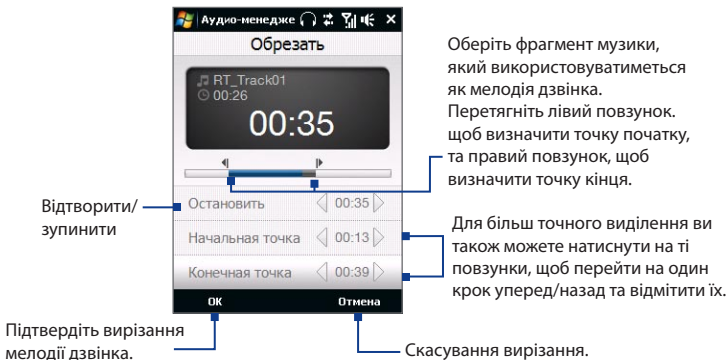 Аудио-менедже
Обрезать
RT_Track01
00:26
00:35
Остановить 00:35
Начальная точка 00:13
Конечная точка 00:39
OK Отмена
Відтворити/
зупинити
Підтвердіть вирізання
мелодії дзвінка.
Оберіть фрагмент музики,
який використовуватиметься
як мелодія дзвінка.
Перетягніть лівий повзунок.
щоб визначити точку початку,
та правий повзунок, щоб
визначити точку кінця.
Для більш точного виділення ви
також можете натиснути на ті
повзунки, щоб перейти на один
крок уперед/назад та відмітити їх.
Скасування вирізання.